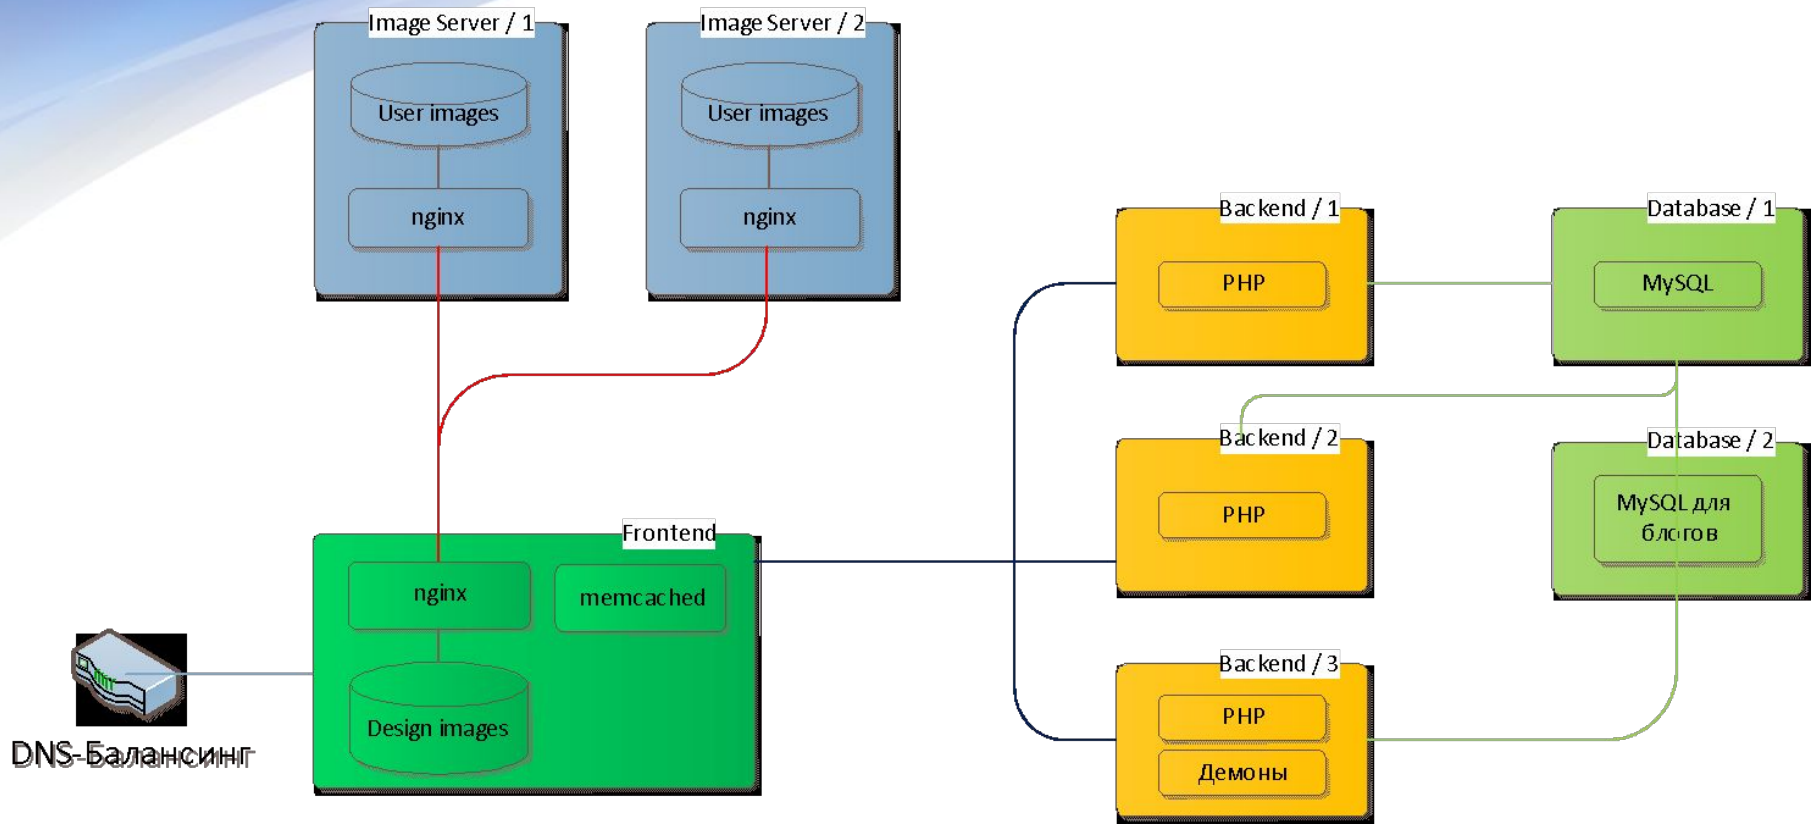 Image Server / 1
User images
nginx
Image Server / 2
User images
nginx
Backend / 1
PHP
Database / 1
MySQL
Backend / 2
PHP
Database / 2
MySQL для
блогов
Frontend
nginx
memcached
Design images
DNS-Балансинг
Backend / 3
PHP
Демоны